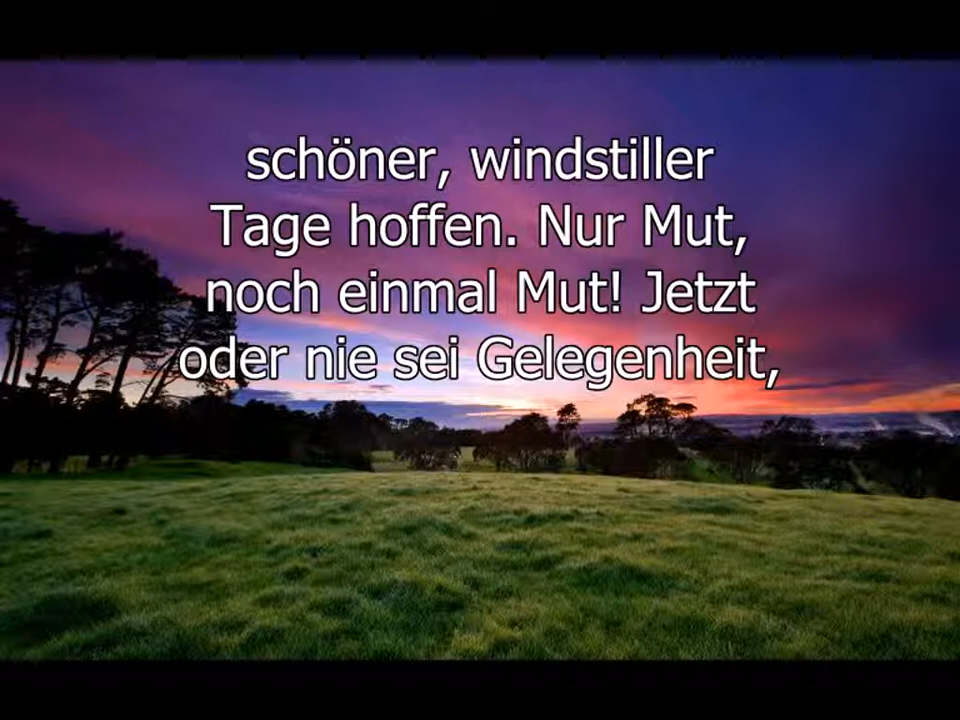 schöner, windstiller
Tage hoffen. Nur Mut,
noch einmal Mut! Jetzt
oder nie sei Gelegenheit,